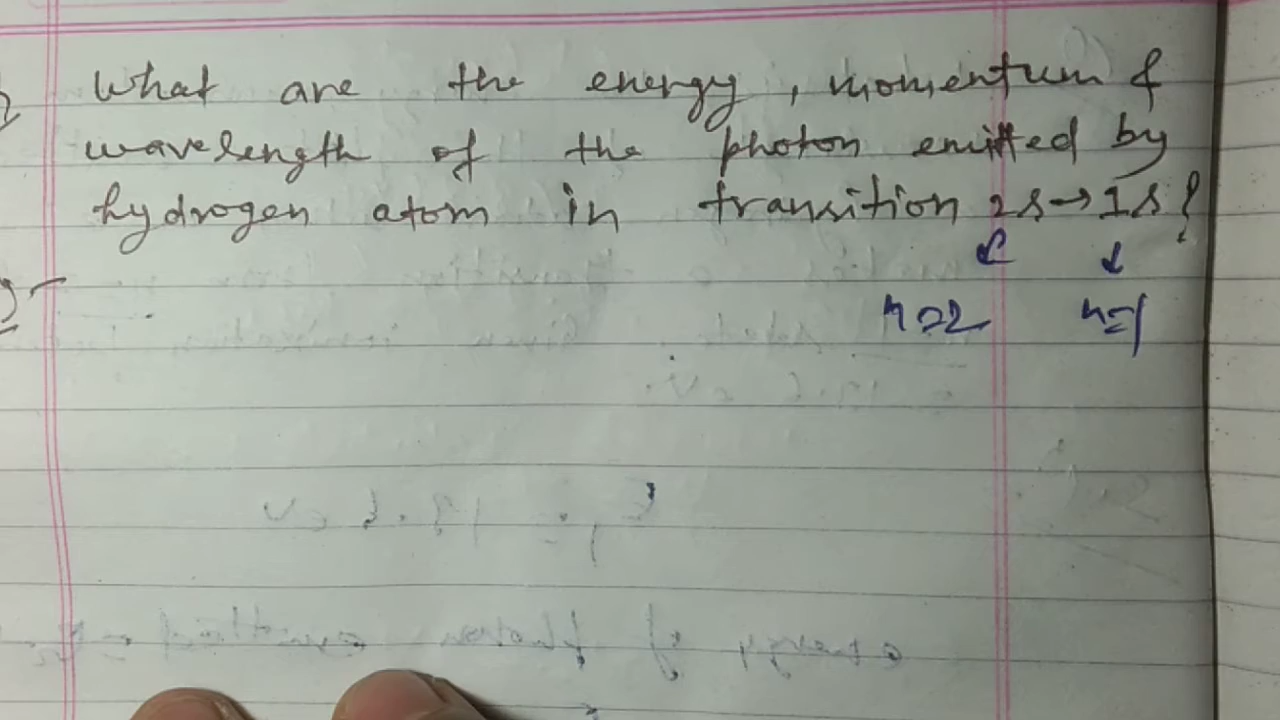 What are the energy, momentum &
wavelength of the photon emitted by
hydrogen atom in transition 2s→1s?
n=2 n=1